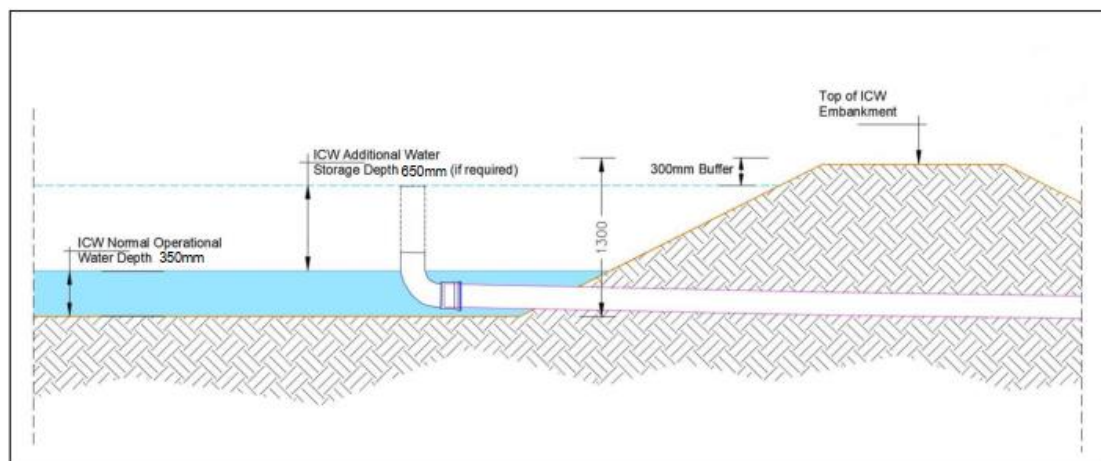 Top of ICW
Embankment
ICW Additional Water
Storage Depth 650mm (if required)
300mm Buffer
1300
ICW Normal Operational
Water Depth 350mm